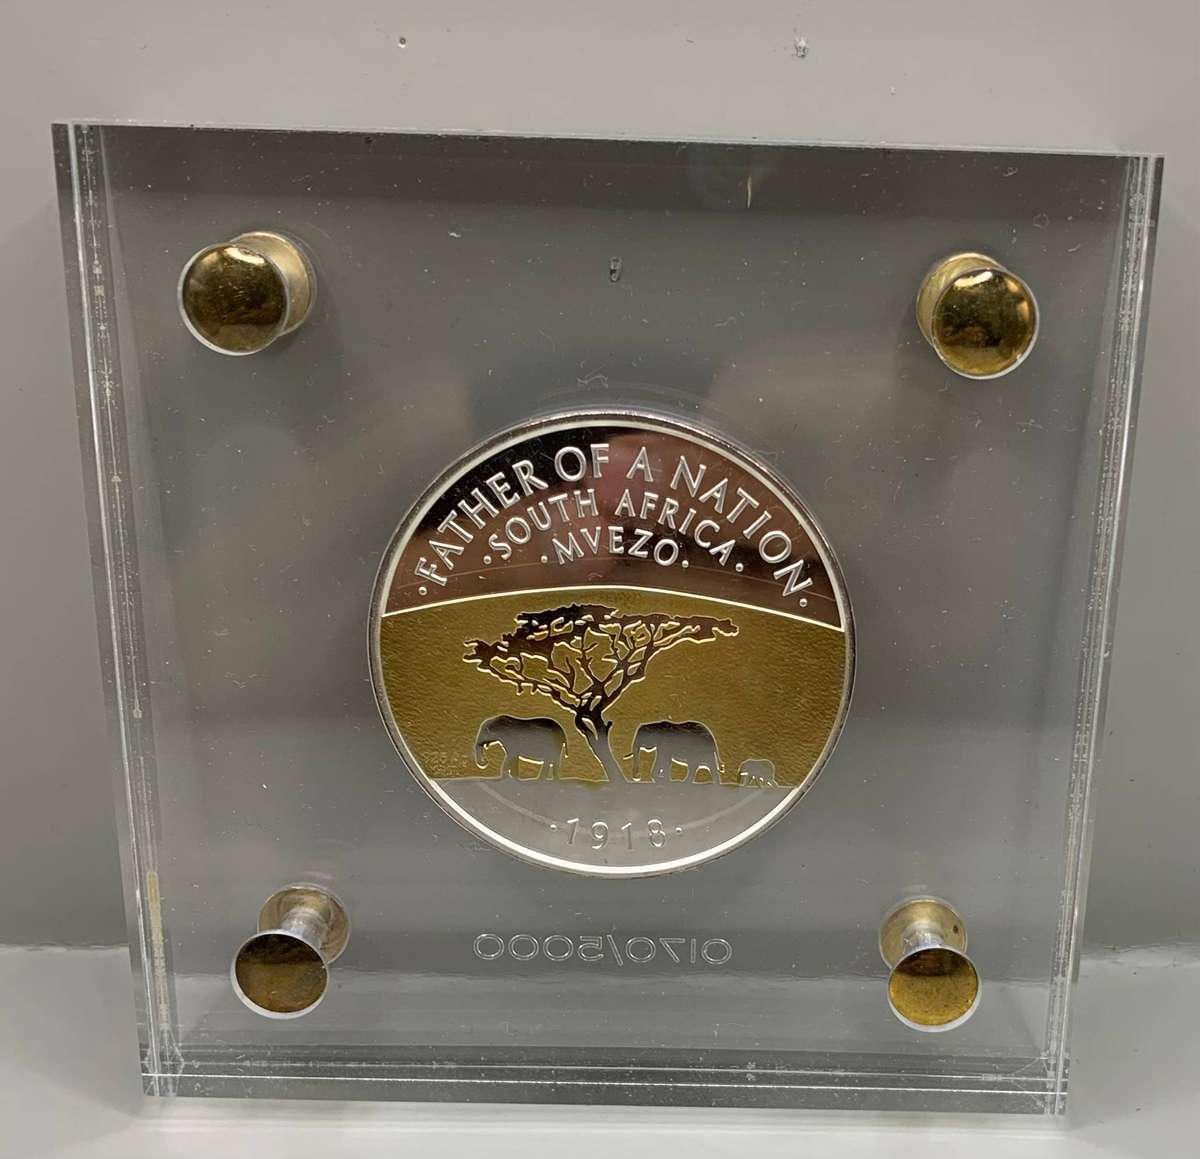 ·FATHER OF A NATION·
·SOUTH AFRICA·
·MVEZO·
·1918·
0170/5000